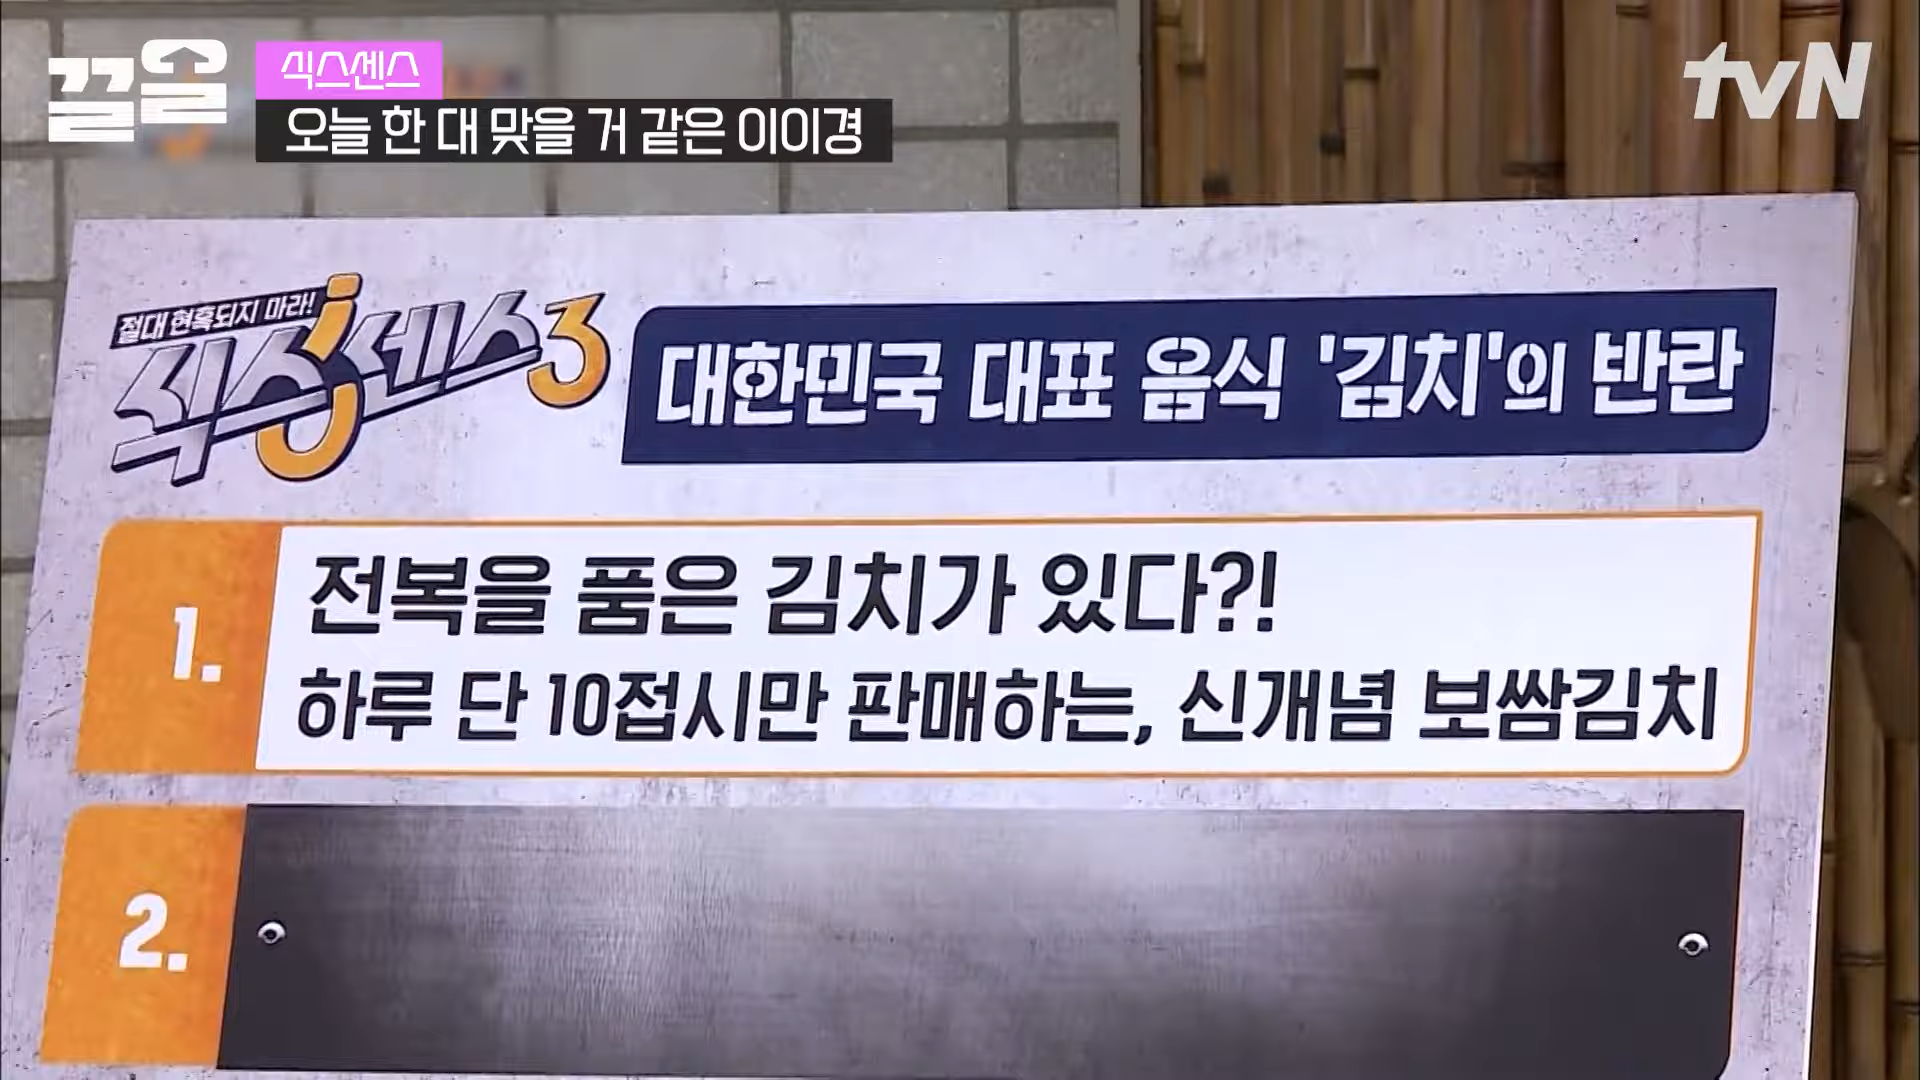 끌올
식스센스
오늘 한 대 맞을 거 같은 이이경
tvN
절대 현혹되지 마라!
식스센스3
대한민국 대표 음식 '김치'의 반란
1.
전복을 품은 김치가 있다?!
하루 단 10접시만 판매하는, 신개념 보쌈김치
2.